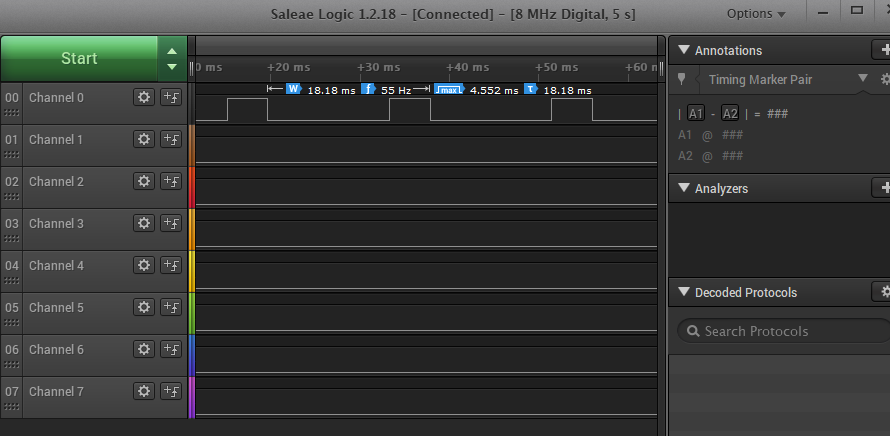 Saleae Logic 1.2.18 - [Connected] - [8 MHz Digital, 5 s]
Options
Start
0 ms +20 ms +30 ms +40 ms +50 ms +60 m
W 18.18 ms f 55 Hz max 4.552 ms τ 18.18 ms
00 Channel 0
01 Channel 1
02 Channel 2
03 Channel 3
04 Channel 4
05 Channel 5
06 Channel 6
07 Channel 7
Annotations
Timing Marker Pair
| A1 - A2 | = ###
A1 @ ###
A2 @ ###
Analyzers
Decoded Protocols
Search Protocols